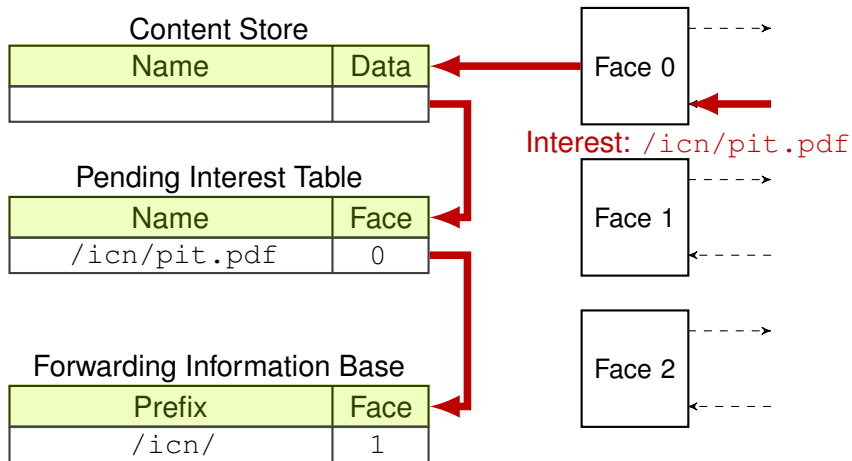 Content Store
Name Data
Pending Interest Table
Name Face
/icn/pit.pdf 0
Forwarding Information Base
Prefix Face
/icn/ 1
Face 0
Interest: /icn/pit.pdf
Face 1
Face 2